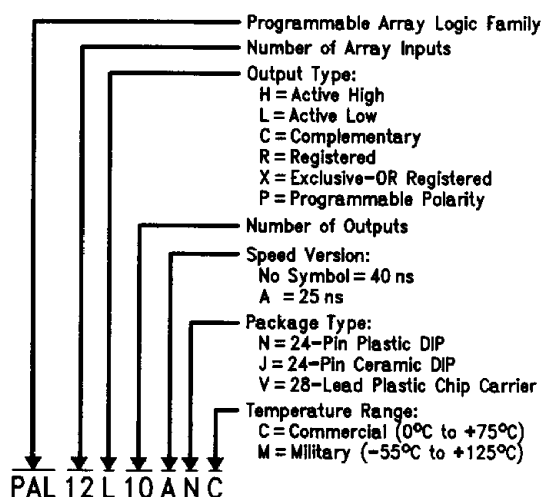 Programmable Array Logic Family
Number of Array Inputs
Output Type:
H = Active High
L = Active Low
C = Complementary
R = Registered
X = Exclusive-OR Registered
P = Programmable Polarity
Number of Outputs
Speed Version:
No Symbol = 40 ns
A = 25 ns
Package Type:
N = 24-Pin Plastic DIP
J = 24-Pin Ceramic DIP
V = 28-Lead Plastic Chip Carrier
Temperature Range:
C = Commercial (0°C to +75°C)
M = Military (-55°C to +125°C)
PAL 12 L 10 A N C